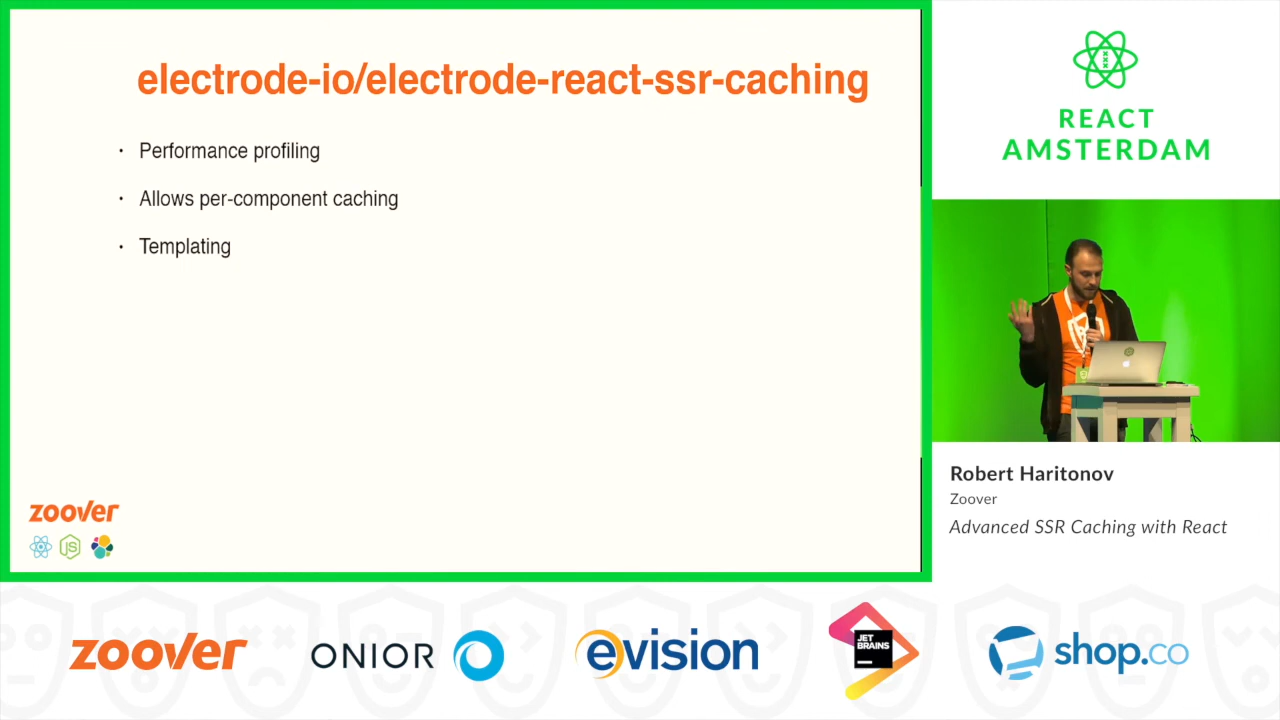 electrode-io/electrode-react-ssr-caching
· Performance profiling
· Allows per-component caching
· Templating
zoover
JS
REACT
AMSTERDAM
Robert Haritonov
Zoover
Advanced SSR Caching with React
zoover
ONIOR
evision
JET
BRAINS
shop.co